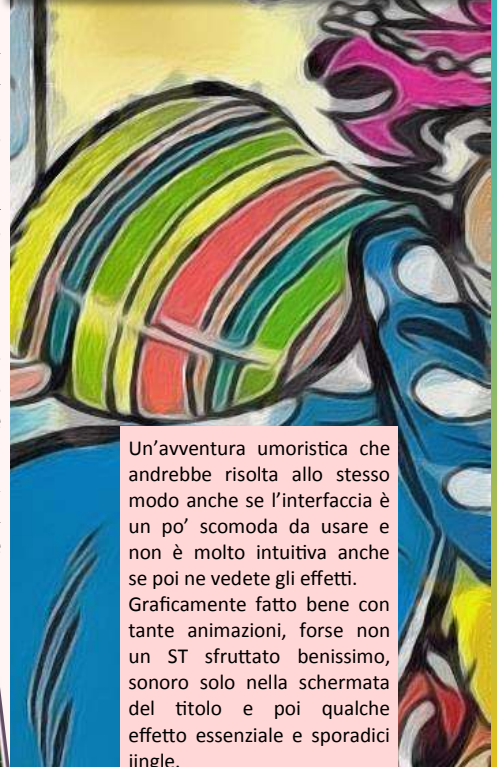 Un’avventura umoristica che
andrebbe risolta allo stesso
modo anche se l’interfaccia è
un po’ scomoda da usare e
non è molto intuitiva anche
se poi ne vedete gli effetti.
Graficamente fatto bene con
tante animazioni, forse non
un ST sfruttato benissimo,
sonoro solo nella schermata
del titolo e poi qualche
effetto essenziale e sporadici
jingle.